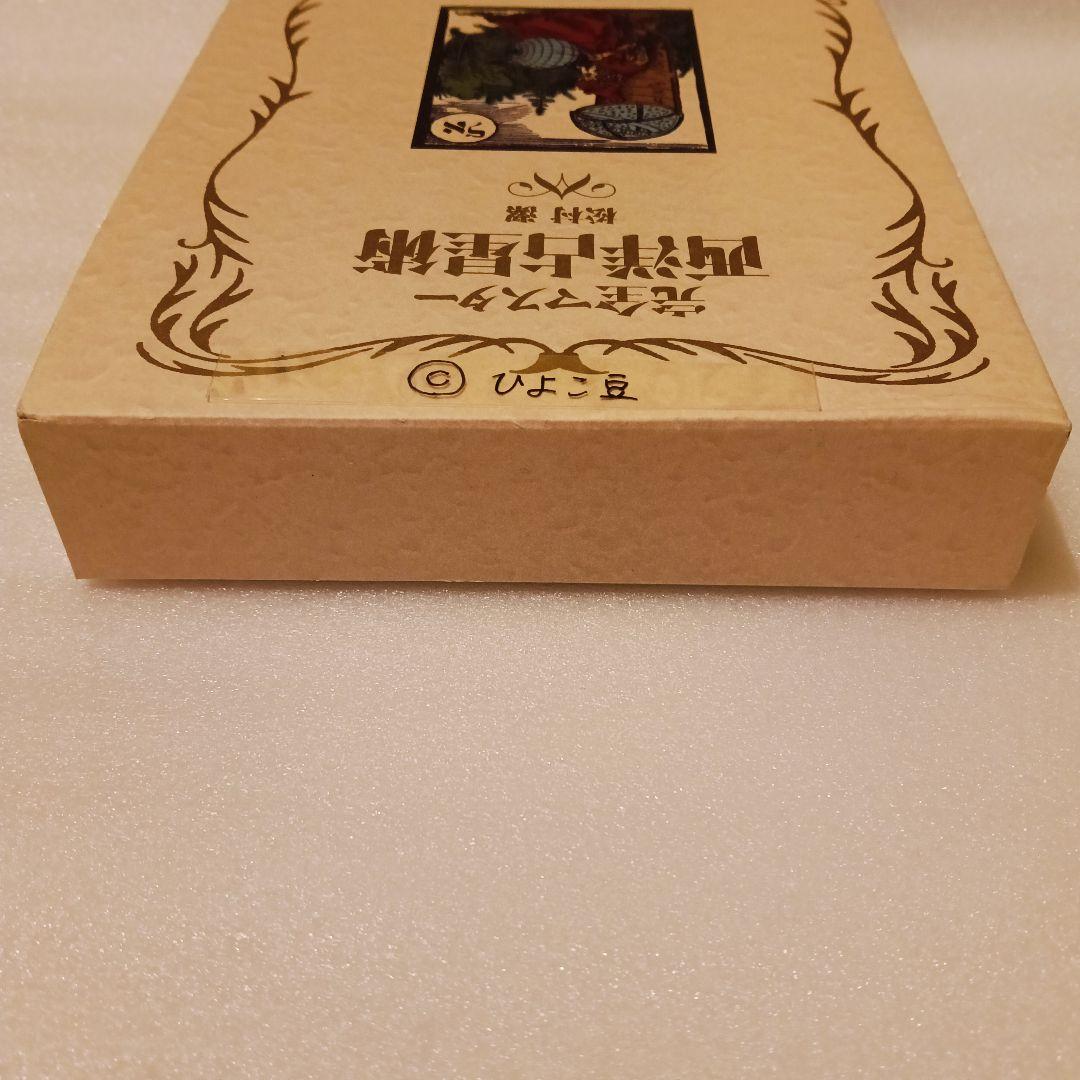 豆こよひ ©
完全マスター
西洋占星術
松村 潔